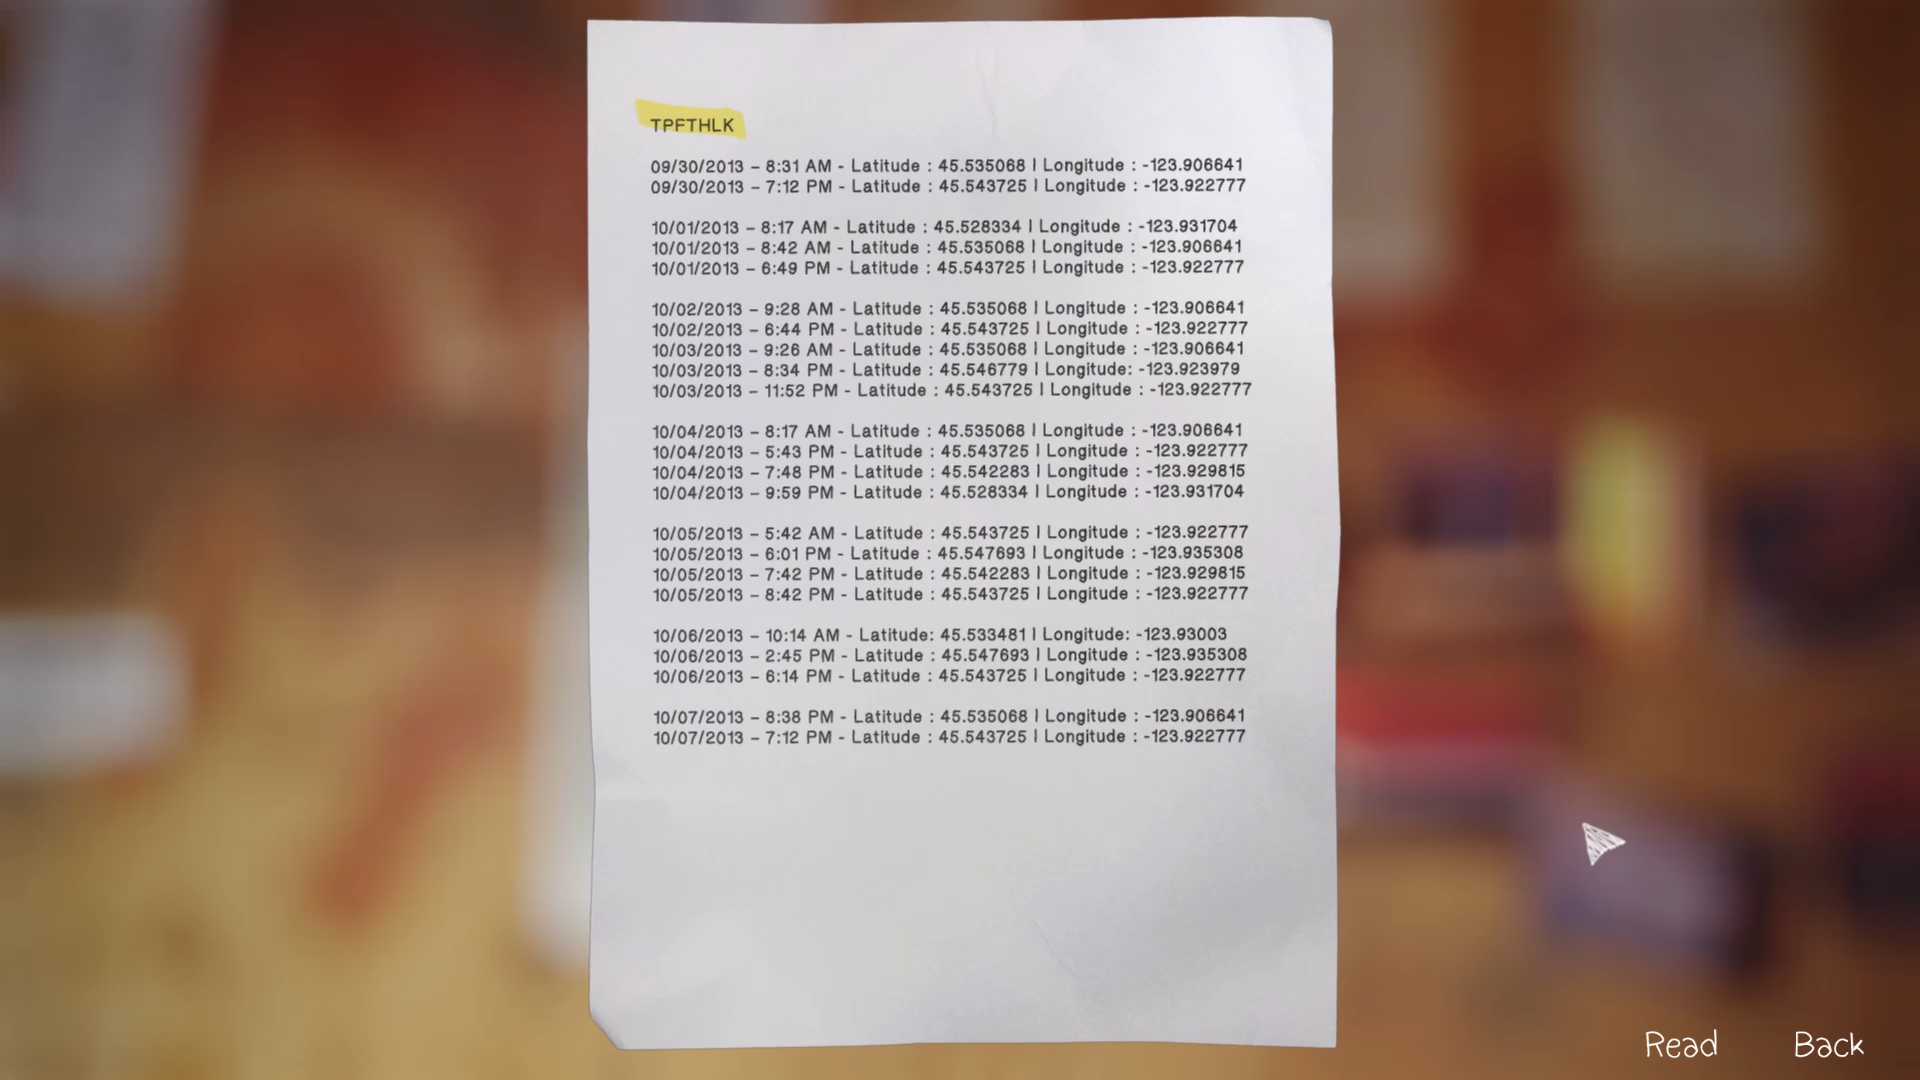 TPFTHLK
09/30/2013 – 8:31 AM - Latitude : 45.535068 | Longitude : -123.906641
09/30/2013 – 7:12 PM - Latitude : 45.543725 | Longitude : -123.922777
10/01/2013 – 8:17 AM - Latitude : 45.528334 | Longitude : -123.931704
10/01/2013 – 8:42 AM - Latitude : 45.535068 | Longitude : -123.906641
10/01/2013 – 6:49 PM - Latitude : 45.543725 | Longitude : -123.922777
10/02/2013 – 9:28 AM - Latitude : 45.535068 | Longitude : -123.906641
10/02/2013 – 6:44 PM - Latitude : 45.543725 | Longitude : -123.922777
10/03/2013 – 9:26 AM - Latitude : 45.535068 | Longitude : -123.906641
10/03/2013 – 8:34 PM - Latitude : 45.546779 | Longitude: -123.923979
10/03/2013 – 11:52 PM - Latitude : 45.543725 | Longitude : -123.922777
10/04/2013 – 8:17 AM - Latitude : 45.535068 | Longitude : -123.906641
10/04/2013 – 5:43 PM - Latitude : 45.543725 | Longitude : -123.922777
10/04/2013 – 7:48 PM - Latitude : 45.542283 | Longitude : -123.929815
10/04/2013 – 9:59 PM - Latitude : 45.528334 | Longitude : -123.931704
10/05/2013 – 5:42 AM - Latitude : 45.543725 | Longitude : -123.922777
10/05/2013 – 6:01 PM - Latitude : 45.547693 | Longitude : -123.935308
10/05/2013 – 7:42 PM - Latitude : 45.542283 | Longitude : -123.929815
10/05/2013 – 8:42 PM - Latitude : 45.543725 | Longitude : -123.922777
10/06/2013 – 10:14 AM - Latitude: 45.533481 | Longitude: -123.93003
10/06/2013 – 2:45 PM - Latitude : 45.547693 | Longitude : -123.935308
10/06/2013 – 6:14 PM - Latitude : 45.543725 | Longitude : -123.922777
10/07/2013 – 8:38 PM - Latitude : 45.535068 | Longitude : -123.906641
10/07/2013 – 7:12 PM - Latitude : 45.543725 | Longitude : -123.922777
Read Back